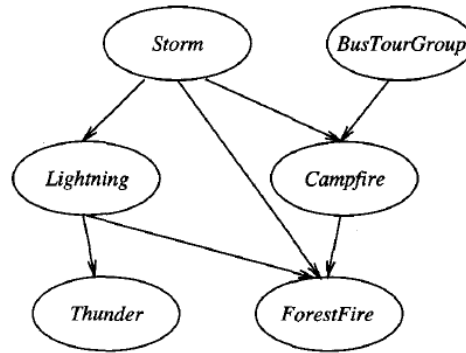 Storm
BusTourGroup
Lightning
Campfire
Thunder
ForestFire